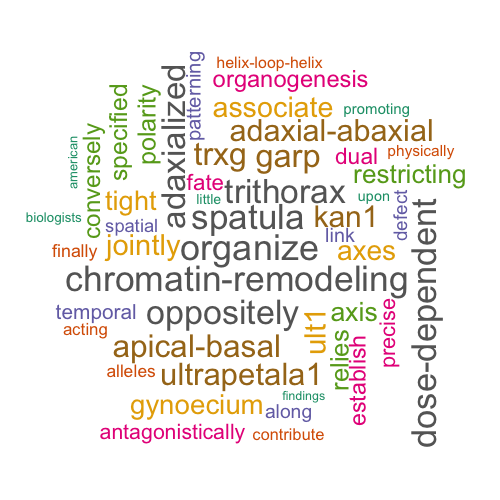 helix-loop-helix
organogenesis
patterning
adaxialized
polarity
specified
associate
promoting
american
conversely
adaxial-abaxial
trxg garp
dual
physically
restricting
fate
little
trithorax
upon
tight
biologists
spatial
spatula
kan1
defect
link
finally
jointly
organize
axes
chromatin-remodeling
dose-dependent
temporal
oppositely
ult1
axis
precise
acting
apical-basal
relies
establish
alleles
ultrapetala1
findings
gynoecium
along
antagonistically
contribute